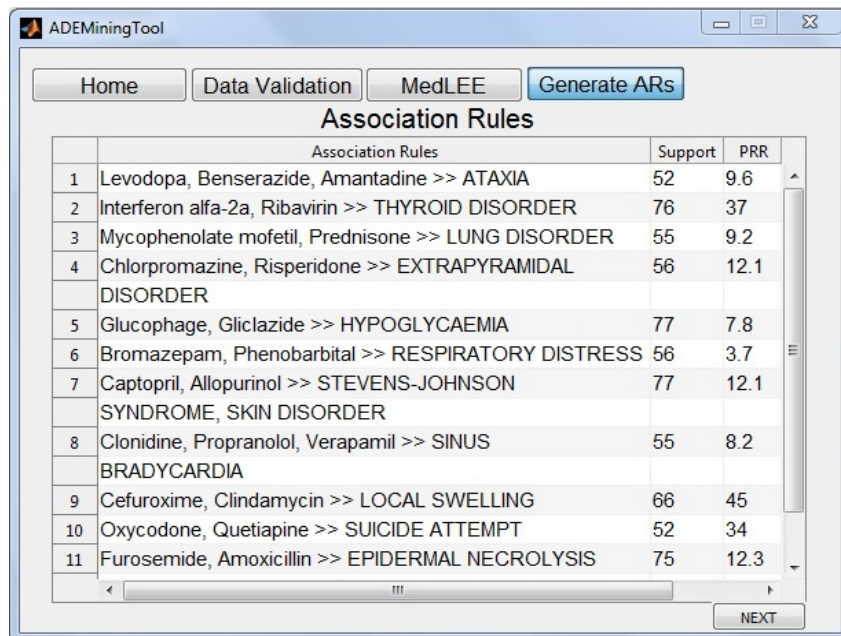 ADEMiningTool
Home Data Validation MedLEE Generate ARs
Association Rules
Association Rules Support PRR
1 Levodopa, Benserazide, Amantadine >> ATAXIA 52 9.6
2 Interferon alfa-2a, Ribavirin >> THYROID DISORDER 76 37
3 Mycophenolate mofetil, Prednisone >> LUNG DISORDER 55 9.2
4 Chlorpromazine, Risperidone >> EXTRAPYRAMIDAL 56 12.1
DISORDER
5 Glucophage, Gliclazide >> HYPOGLYCAEMIA 77 7.8
6 Bromazepam, Phenobarbital >> RESPIRATORY DISTRESS 56 3.7
7 Captopril, Allopurinol >> STEVENS-JOHNSON 77 12.1
SYNDROME, SKIN DISORDER
8 Clonidine, Propranolol, Verapamil >> SINUS 55 8.2
BRADYCARDIA
9 Cefuroxime, Clindamycin >> LOCAL SWELLING 66 45
10 Oxycodone, Quetiapine >> SUICIDE ATTEMPT 52 34
11 Furosemide, Amoxicillin >> EPIDERMAL NECROLYSIS 75 12.3
NEXT